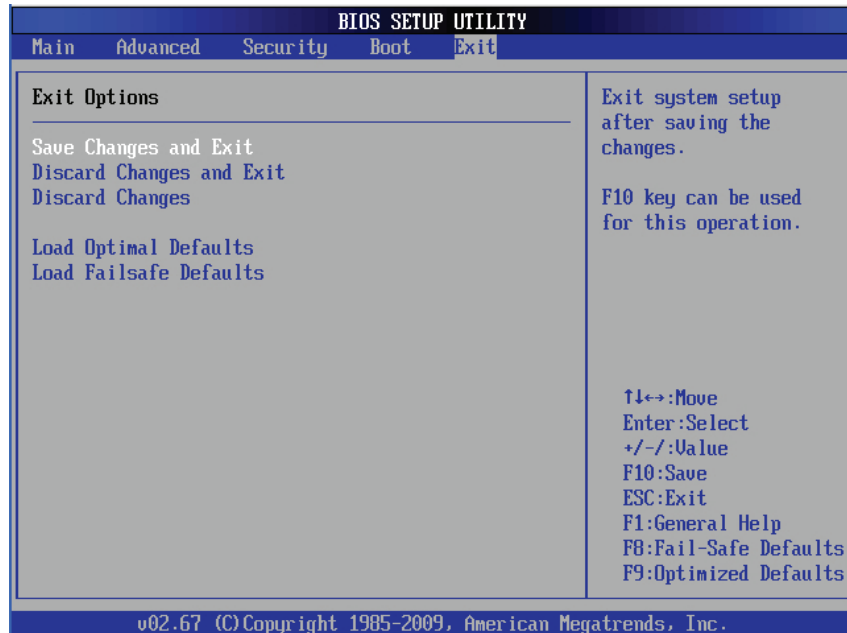 BIOS SETUP UTILITY
Main Advanced Security Boot Exit
Exit Options
Save Changes and Exit
Discard Changes and Exit
Discard Changes
Load Optimal Defaults
Load Failsafe Defaults
Exit system setup
after saving the
changes.
F10 key can be used
for this operation.
↑↓←→:Move
Enter:Select
+/-/:Value
F10:Save
ESC:Exit
F1:General Help
F8:Fail-Safe Defaults
F9:Optimized Defaults
v02.67 (C)Copyright 1985-2009, American Megatrends, Inc.